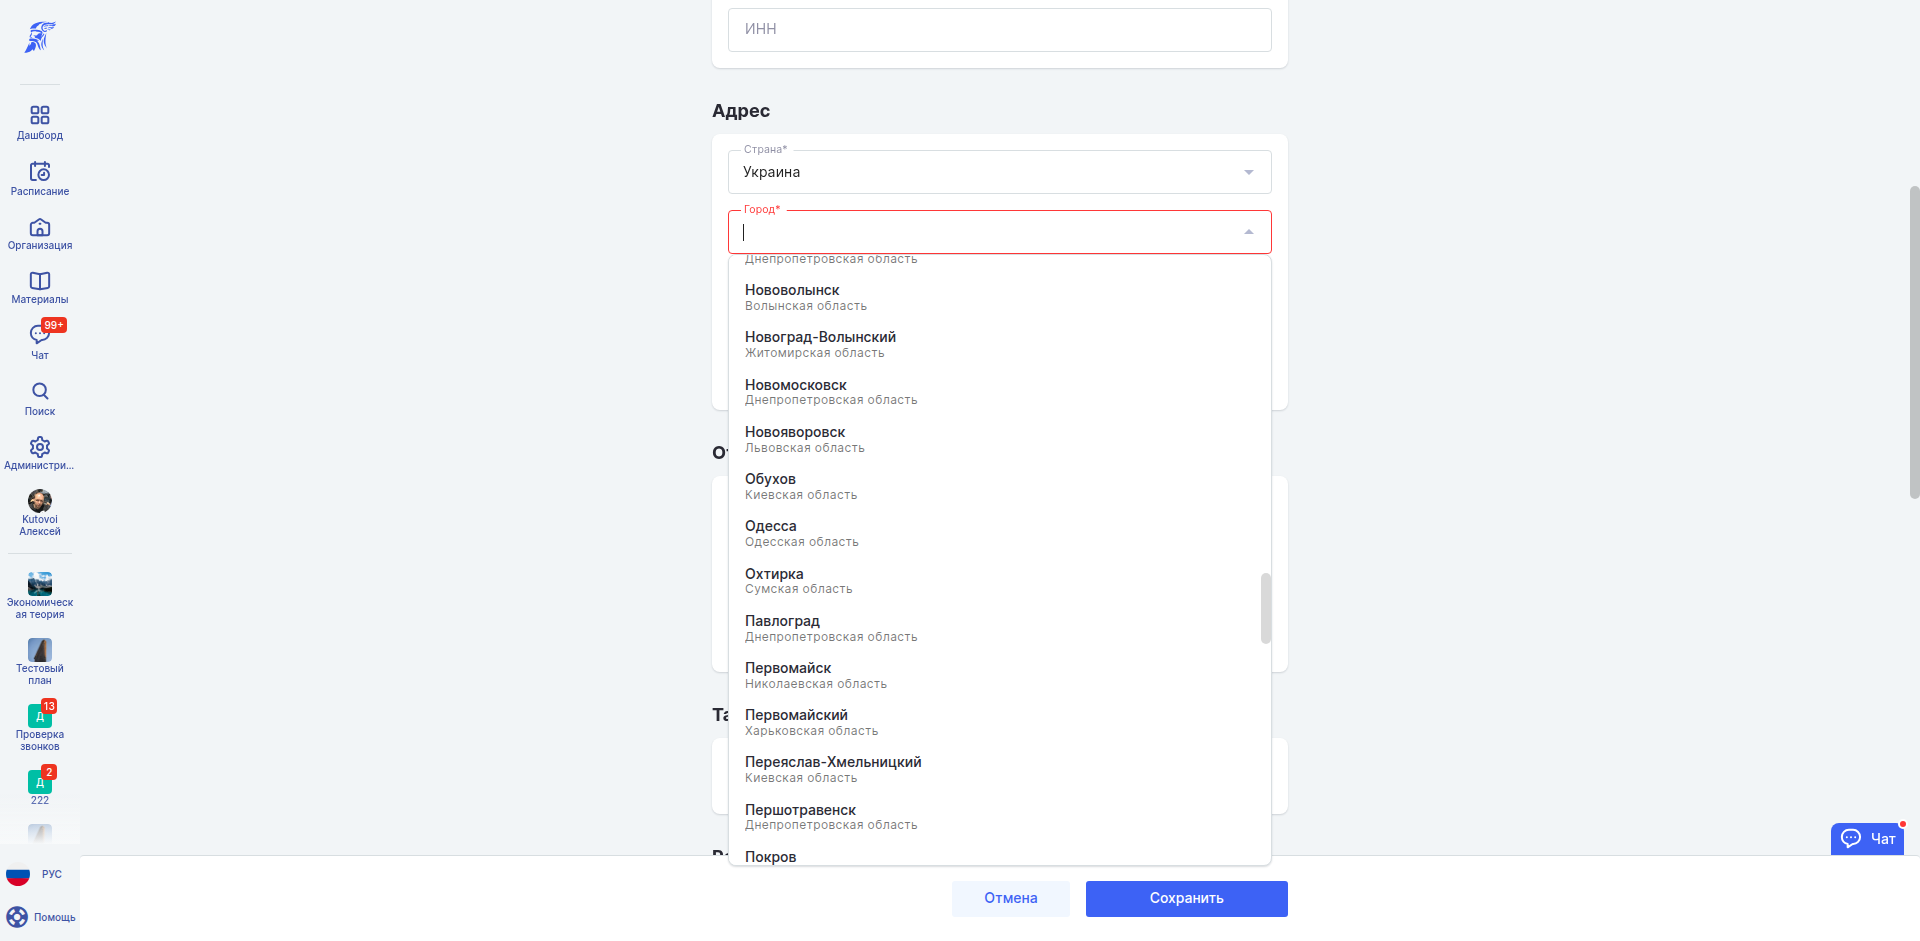 Дашборд
Расписание
Организация
Материалы
99+
Чат
Поиск
Администри...
Kutovoi
Алексей
Экономическ
ая теория
Тестовый
план
13
Д
Проверка
звонков
2
Д
222
РУС
Помощь
ИНН
Адрес
Страна*
Украина
Город*
Днепропетровская область
Нововолынск
Волынская область
Новоград-Волынский
Житомирская область
Новомосковск
Днепропетровская область
Новояворовск
Львовская область
Обухов
Киевская область
Одесса
Одесская область
Охтирка
Сумская область
Павлоград
Днепропетровская область
Первомайск
Николаевская область
Первомайский
Харьковская область
Переяслав-Хмельницкий
Киевская область
Першотравенск
Днепропетровская область
Покров
Отмена
Сохранить
Чат